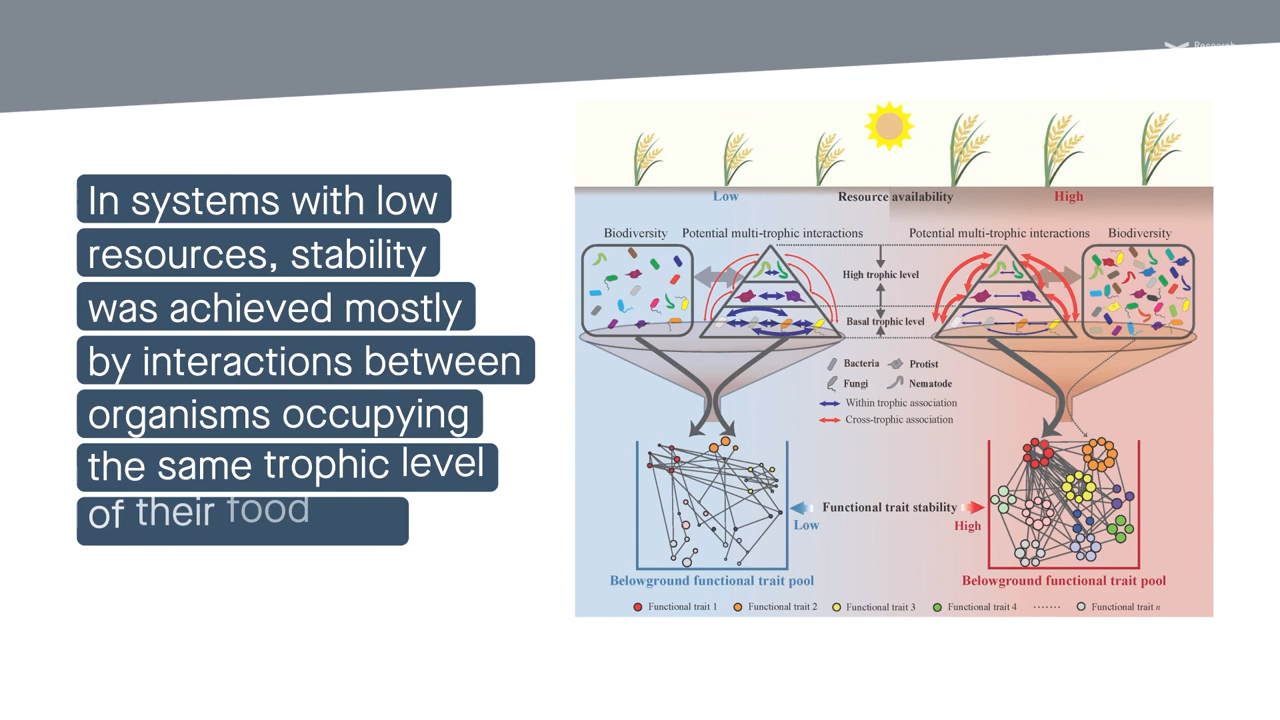 Research
In systems with low
resources, stability
was achieved mostly
by interactions between
organisms occupying
the same trophic level
of their food
Low
Resource availability
High
Biodiversity
Potential multi-trophic interactions
Potential multi-trophic interactions
Biodiversity
High trophic level
Basal trophic level
Bacteria
Protist
Fungi
Nematode
Within trophic association
Cross-trophic association
Functional trait stability
Low
High
Belowground functional trait pool
Belowground functional trait pool
Functional trait 1
Functional trait 2
Functional trait 3
Functional trait 4
.......
Functional trait n